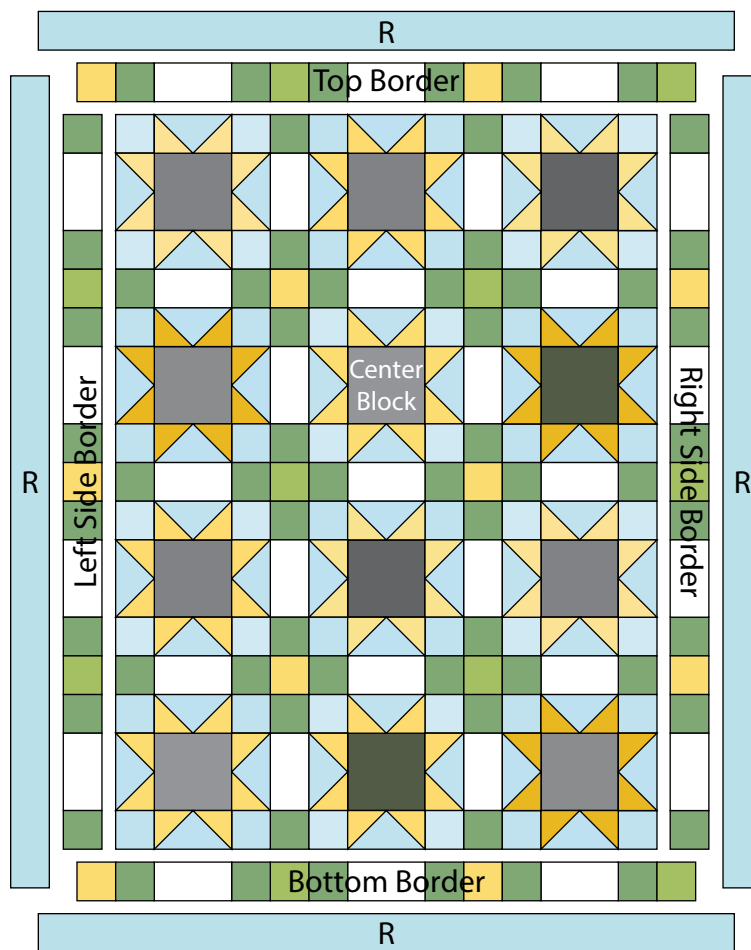 R
Top Border
Center
Block
Left Side Border
Right Side Border
R
R
Bottom Border
R